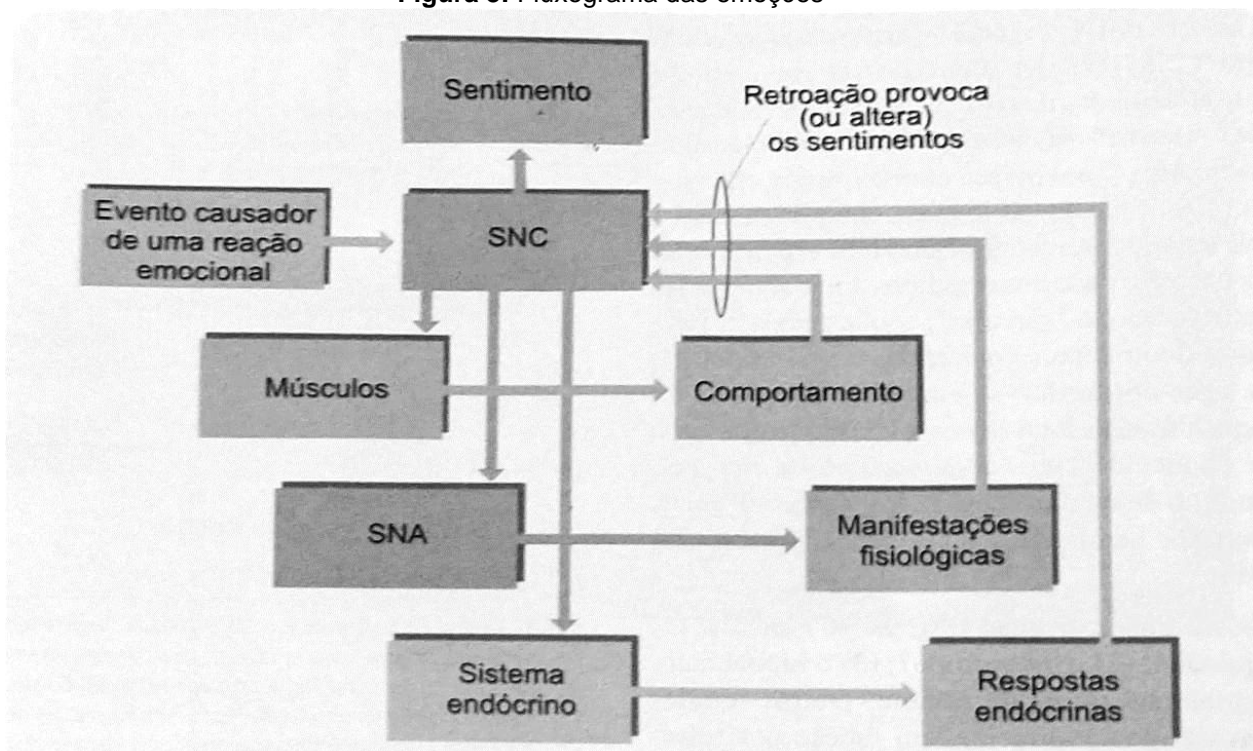 Sentimento
Retroação provoca
(ou altera)
os sentimentos
Evento causador
de uma reação
emocional
SNC
Músculos
Comportamento
SNA
Manifestações
fisiológicas
Sistema
endócrino
Respostas
endócrinas